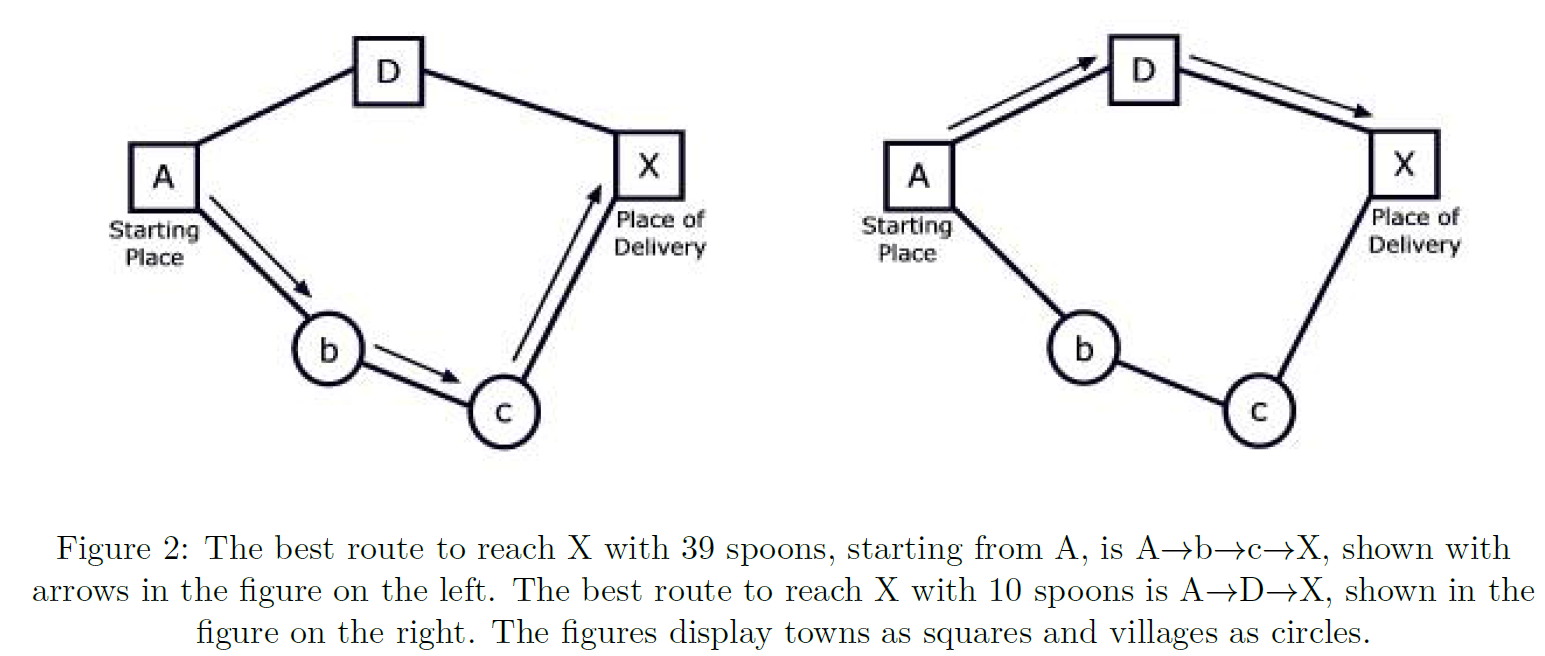 D
A
Starting
Place
X
Place of
Delivery
b
c
D
A
Starting
Place
X
Place of
Delivery
b
c
Figure 2: The best route to reach X with 39 spoons, starting from A, is A→b→c→X, shown with
arrows in the figure on the left. The best route to reach X with 10 spoons is A→D→X, shown in the
figure on the right. The figures display towns as squares and villages as circles.